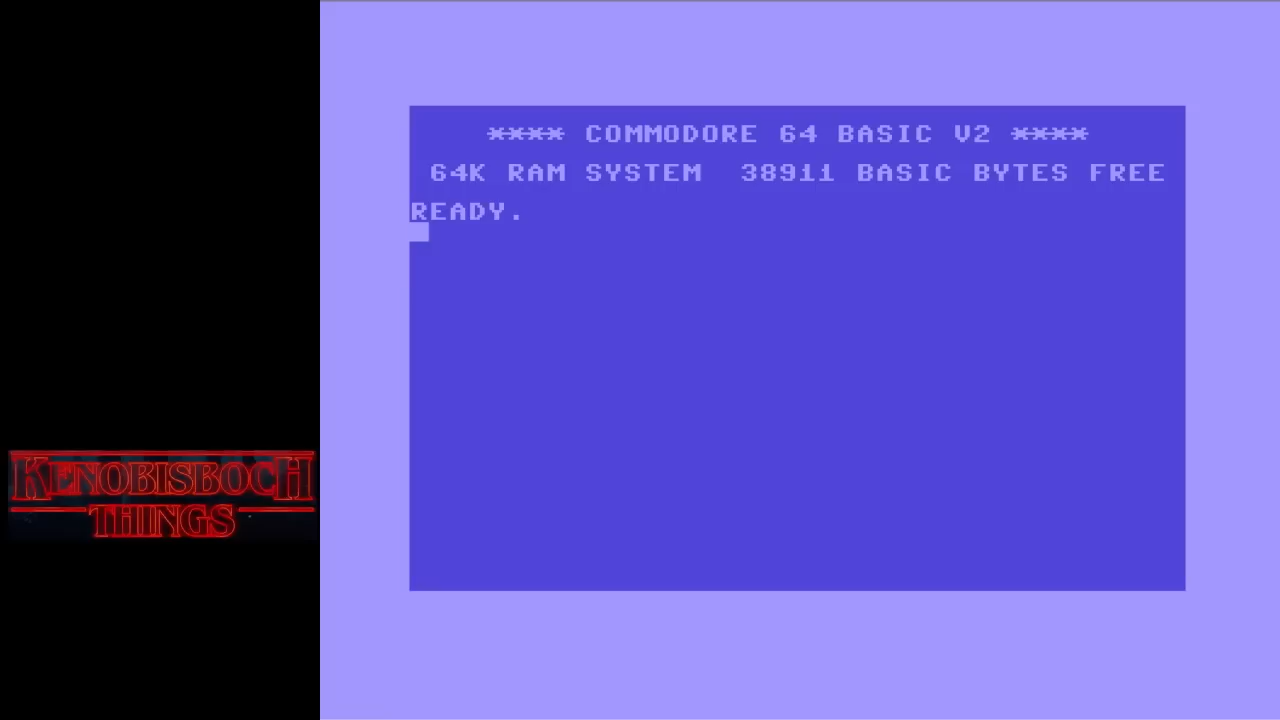 **** COMMODORE 64 BASIC V2 ****
64K RAM SYSTEM  38911 BASIC BYTES FREE
READY.
KENOBISBOCH
THINGS